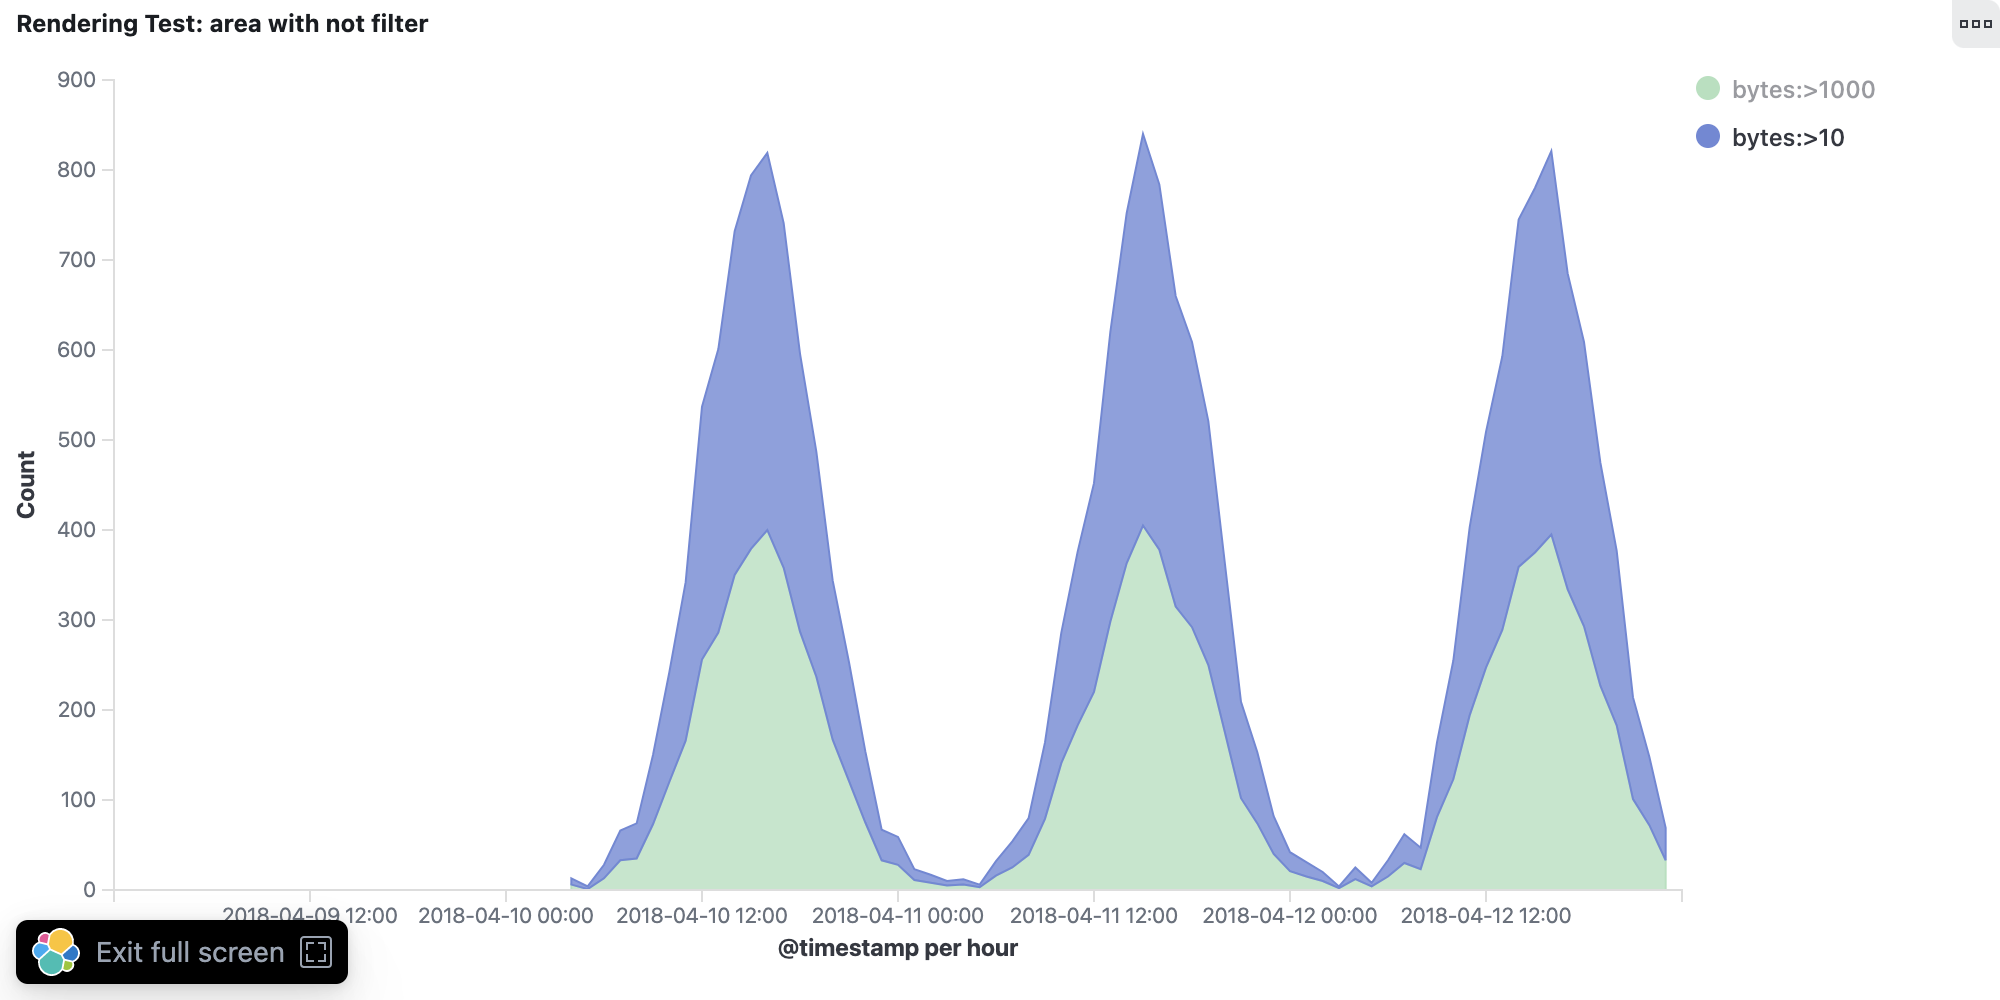 Rendering Test: area with not filter
900
800
700
600
500
400
300
200
100
0
Count
bytes:>1000
bytes:>10
2018-04-09 12:00
2018-04-10 00:00
2018-04-10 12:00
2018-04-11 00:00
2018-04-11 12:00
2018-04-12 00:00
2018-04-12 12:00
@timestamp per hour
Exit full screen